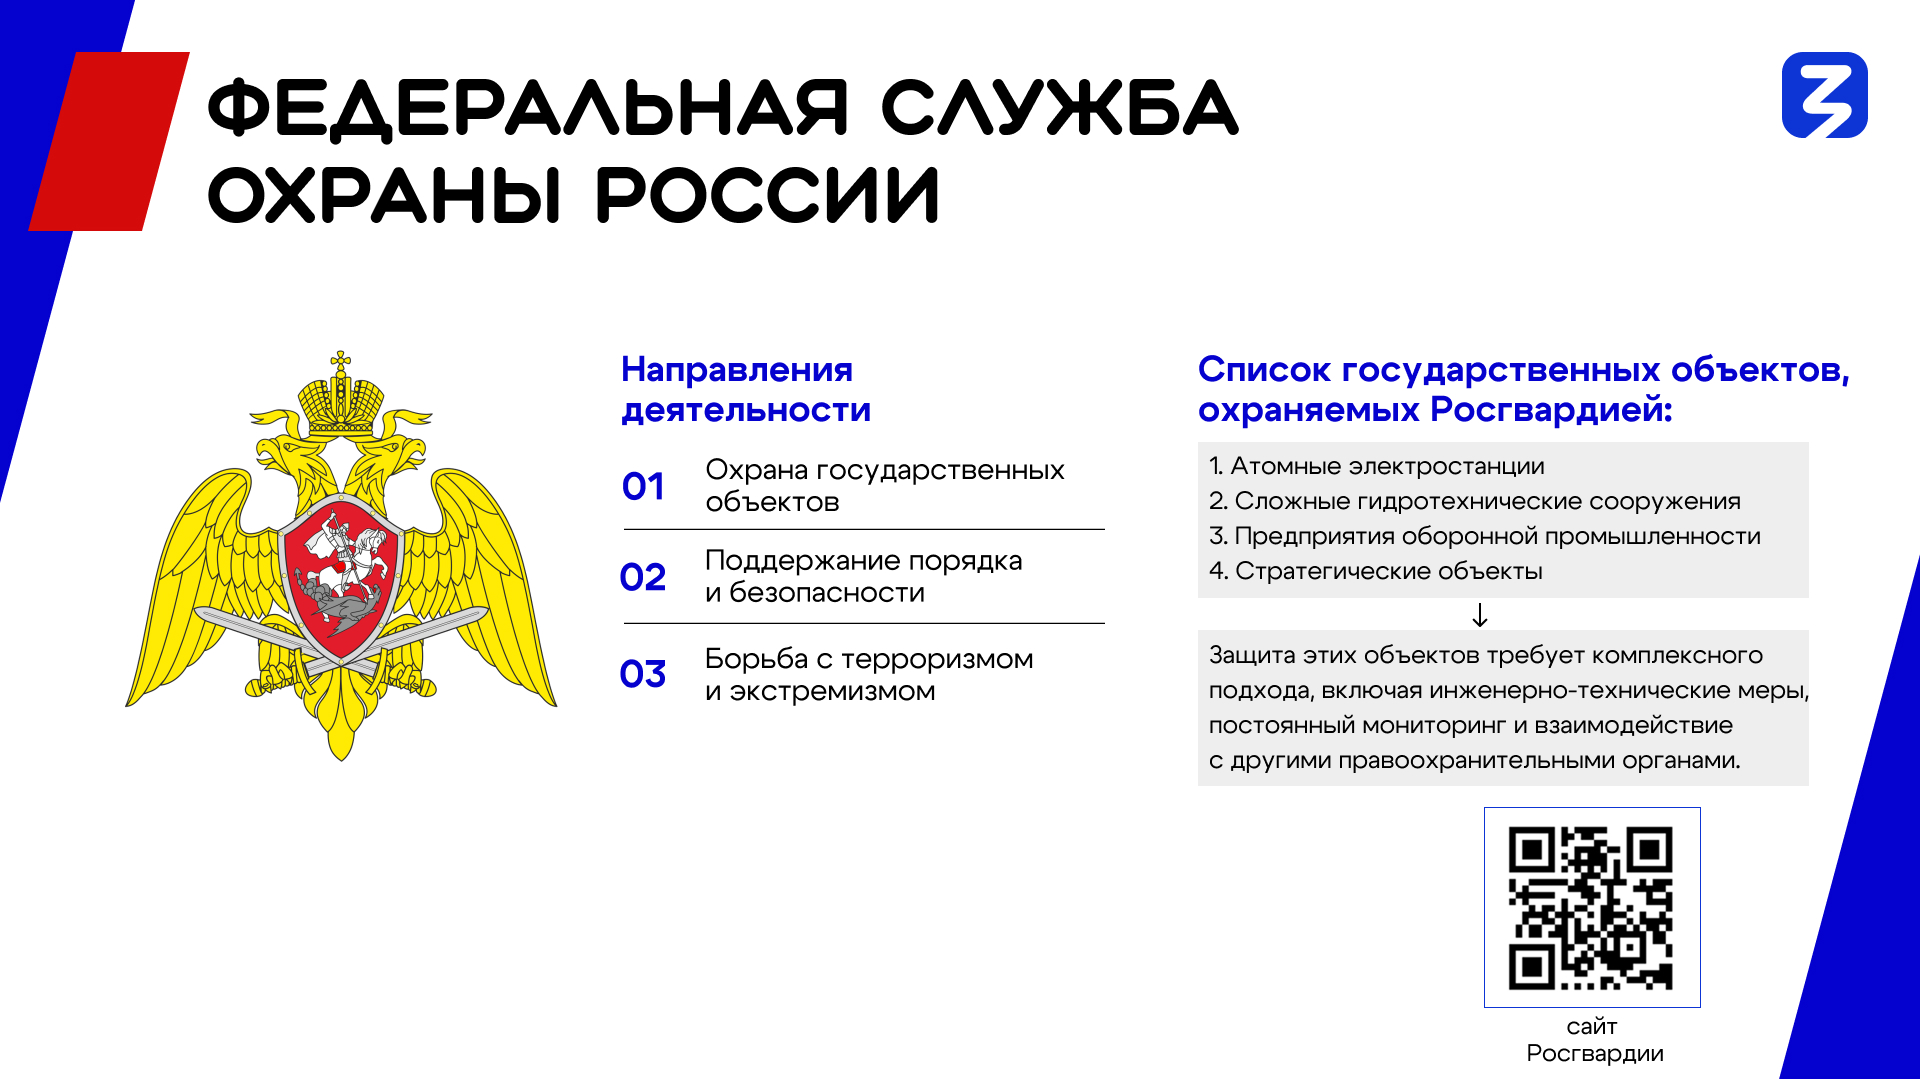 ФЕДЕРАЛЬНАЯ СЛУЖБА
ОХРАНЫ РОССИИ
Направления
деятельности
01
Охрана государственных
объектов
02
Поддержание порядка
и безопасности
03
Борьба с терроризмом
и экстремизмом
Список государственных объектов,
охраняемых Росгвардией:
1. Атомные электростанции
2. Сложные гидротехнические сооружения
3. Предприятия оборонной промышленности
4. Стратегические объекты
Защита этих объектов требует комплексного
подхода, включая инженерно-технические меры,
постоянный мониторинг и взаимодействие
с другими правоохранительными органами.
сайт
Росгвардии